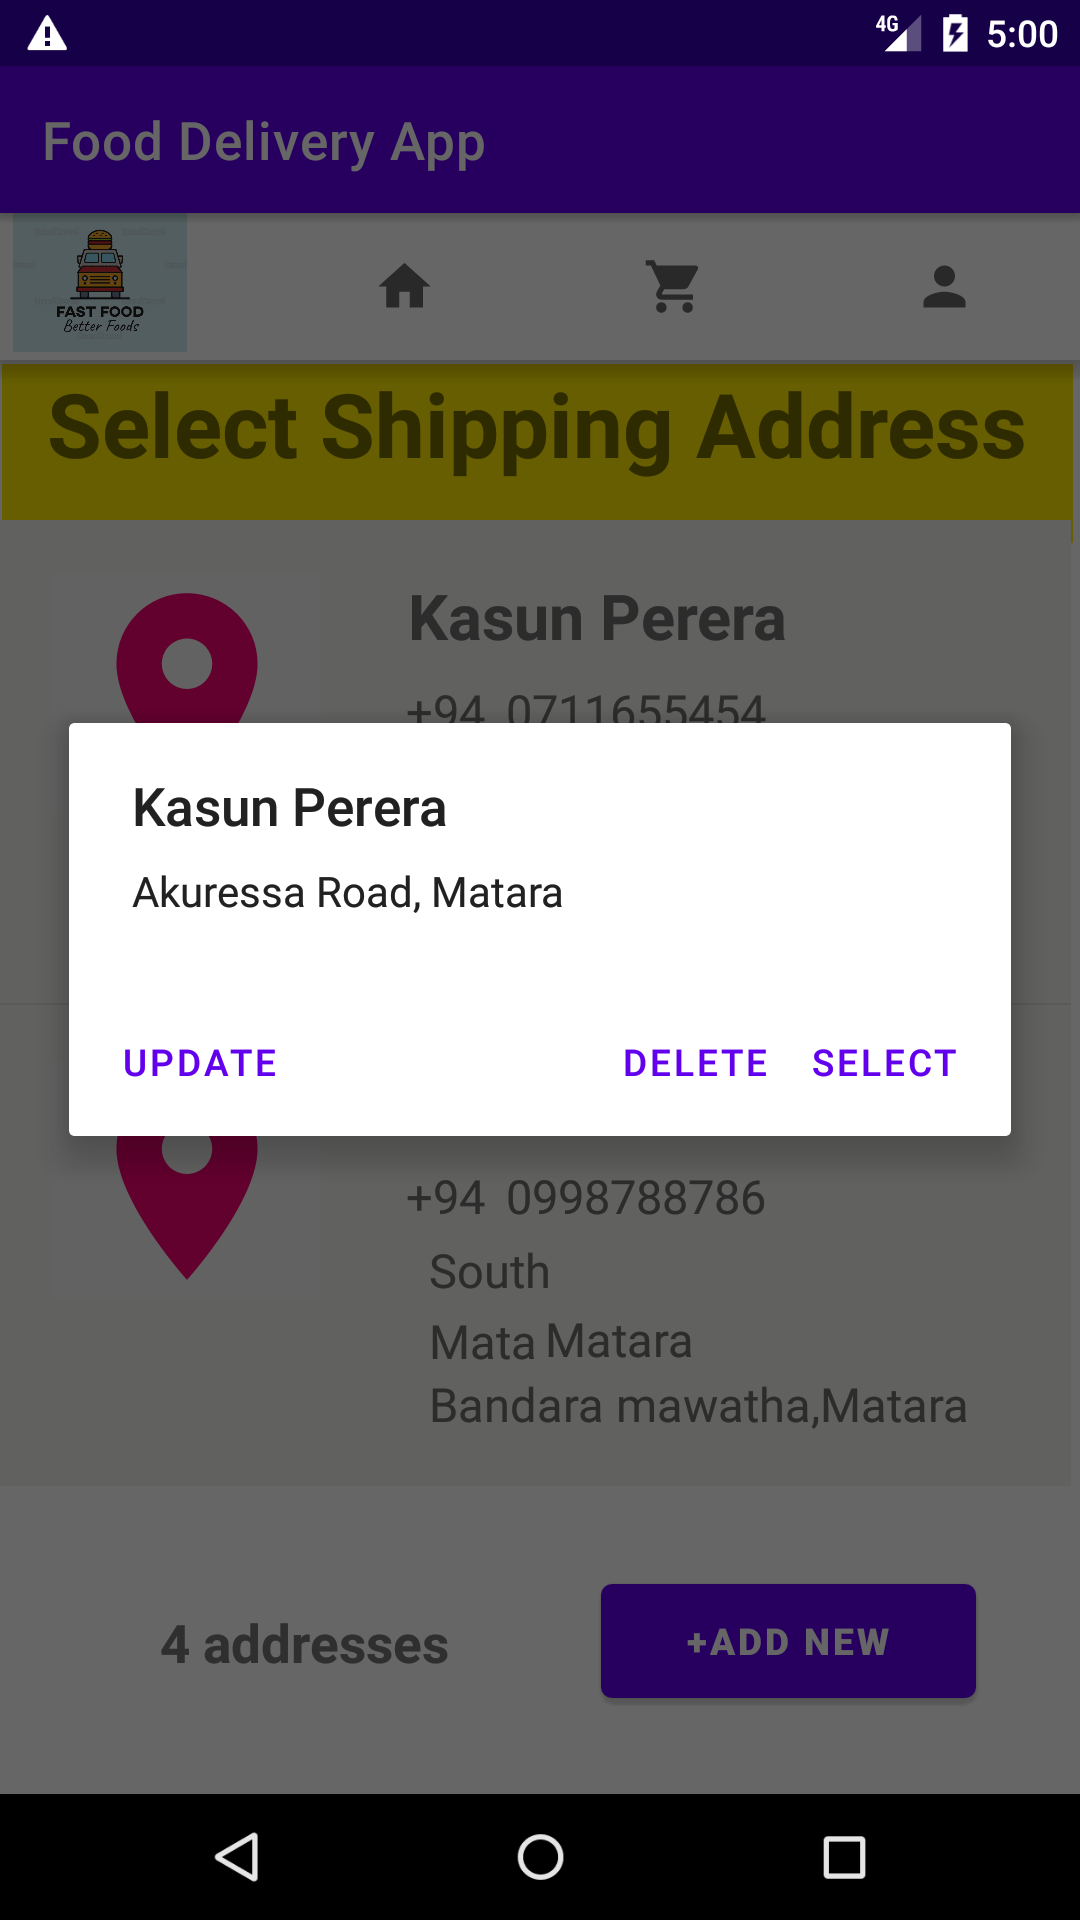 4G 5:00
Food Delivery App
FAST FOOD
Better Foods
Select Shipping Address
Kasun Perera
+94 0711655454
Kasun Perera
Akuressa Road, Matara
UPDATE DELETE SELECT
+94 0998788786
South
Mata Matara
Bandara mawatha,Matara
4 addresses +ADD NEW